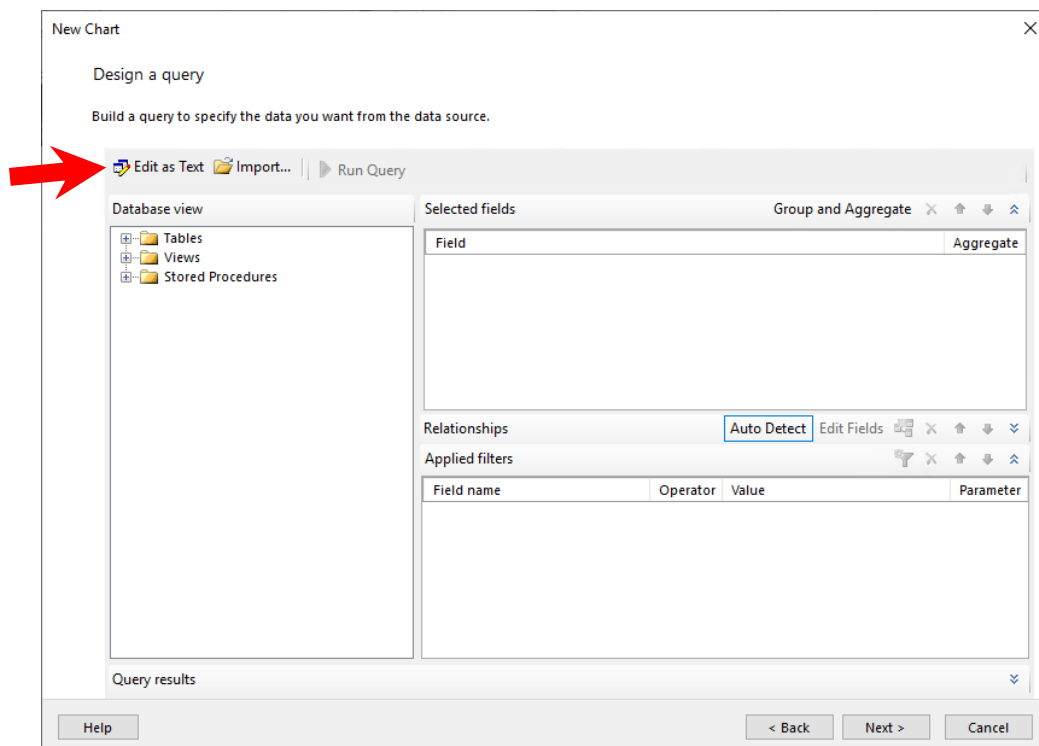 New Chart
Design a query
Build a query to specify the data you want from the data source.
Edit as Text Import... Run Query
Database view
Tables
Views
Stored Procedures
Selected fields Group and Aggregate
Field Aggregate
Relationships Auto Detect Edit Fields
Applied filters
Field name Operator Value Parameter
Query results
Help < Back Next > Cancel